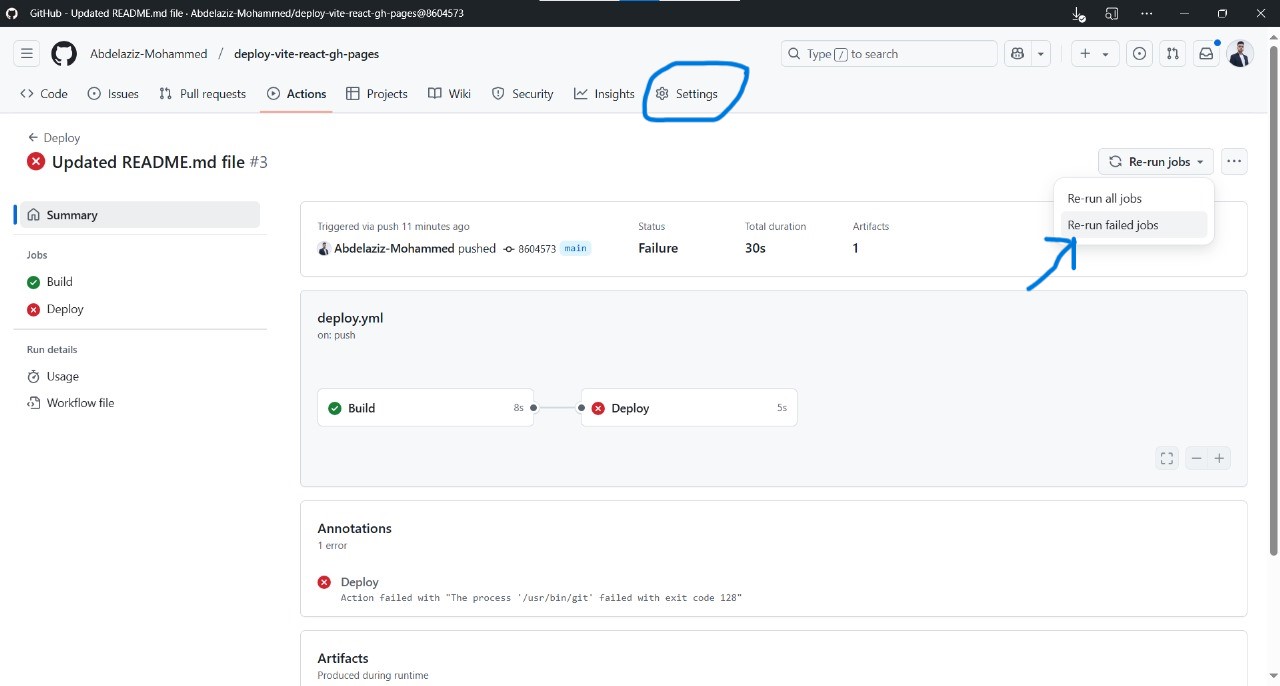 GitHub - Updated README.md file · Abdelaziz-Mohammed/deploy-vite-react-gh-pages@8604573
Abdelaziz-Mohammed / deploy-vite-react-gh-pages
Type / to search
Code Issues Pull requests Actions Projects Wiki Security Insights Settings
← Deploy
Updated README.md file #3
Re-run jobs
Re-run all jobs
Re-run failed jobs
Summary
Jobs
Build
Deploy
Run details
Usage
Workflow file
Triggered via push 11 minutes ago
Abdelaziz-Mohammed pushed 8604573 main
Status
Failure
Total duration
30s
Artifacts
1
deploy.yml
on: push
Build 8s
Deploy 5s
Annotations
1 error
Deploy
Action failed with "The process '/usr/bin/git' failed with exit code 128"
Artifacts
Produced during runtime